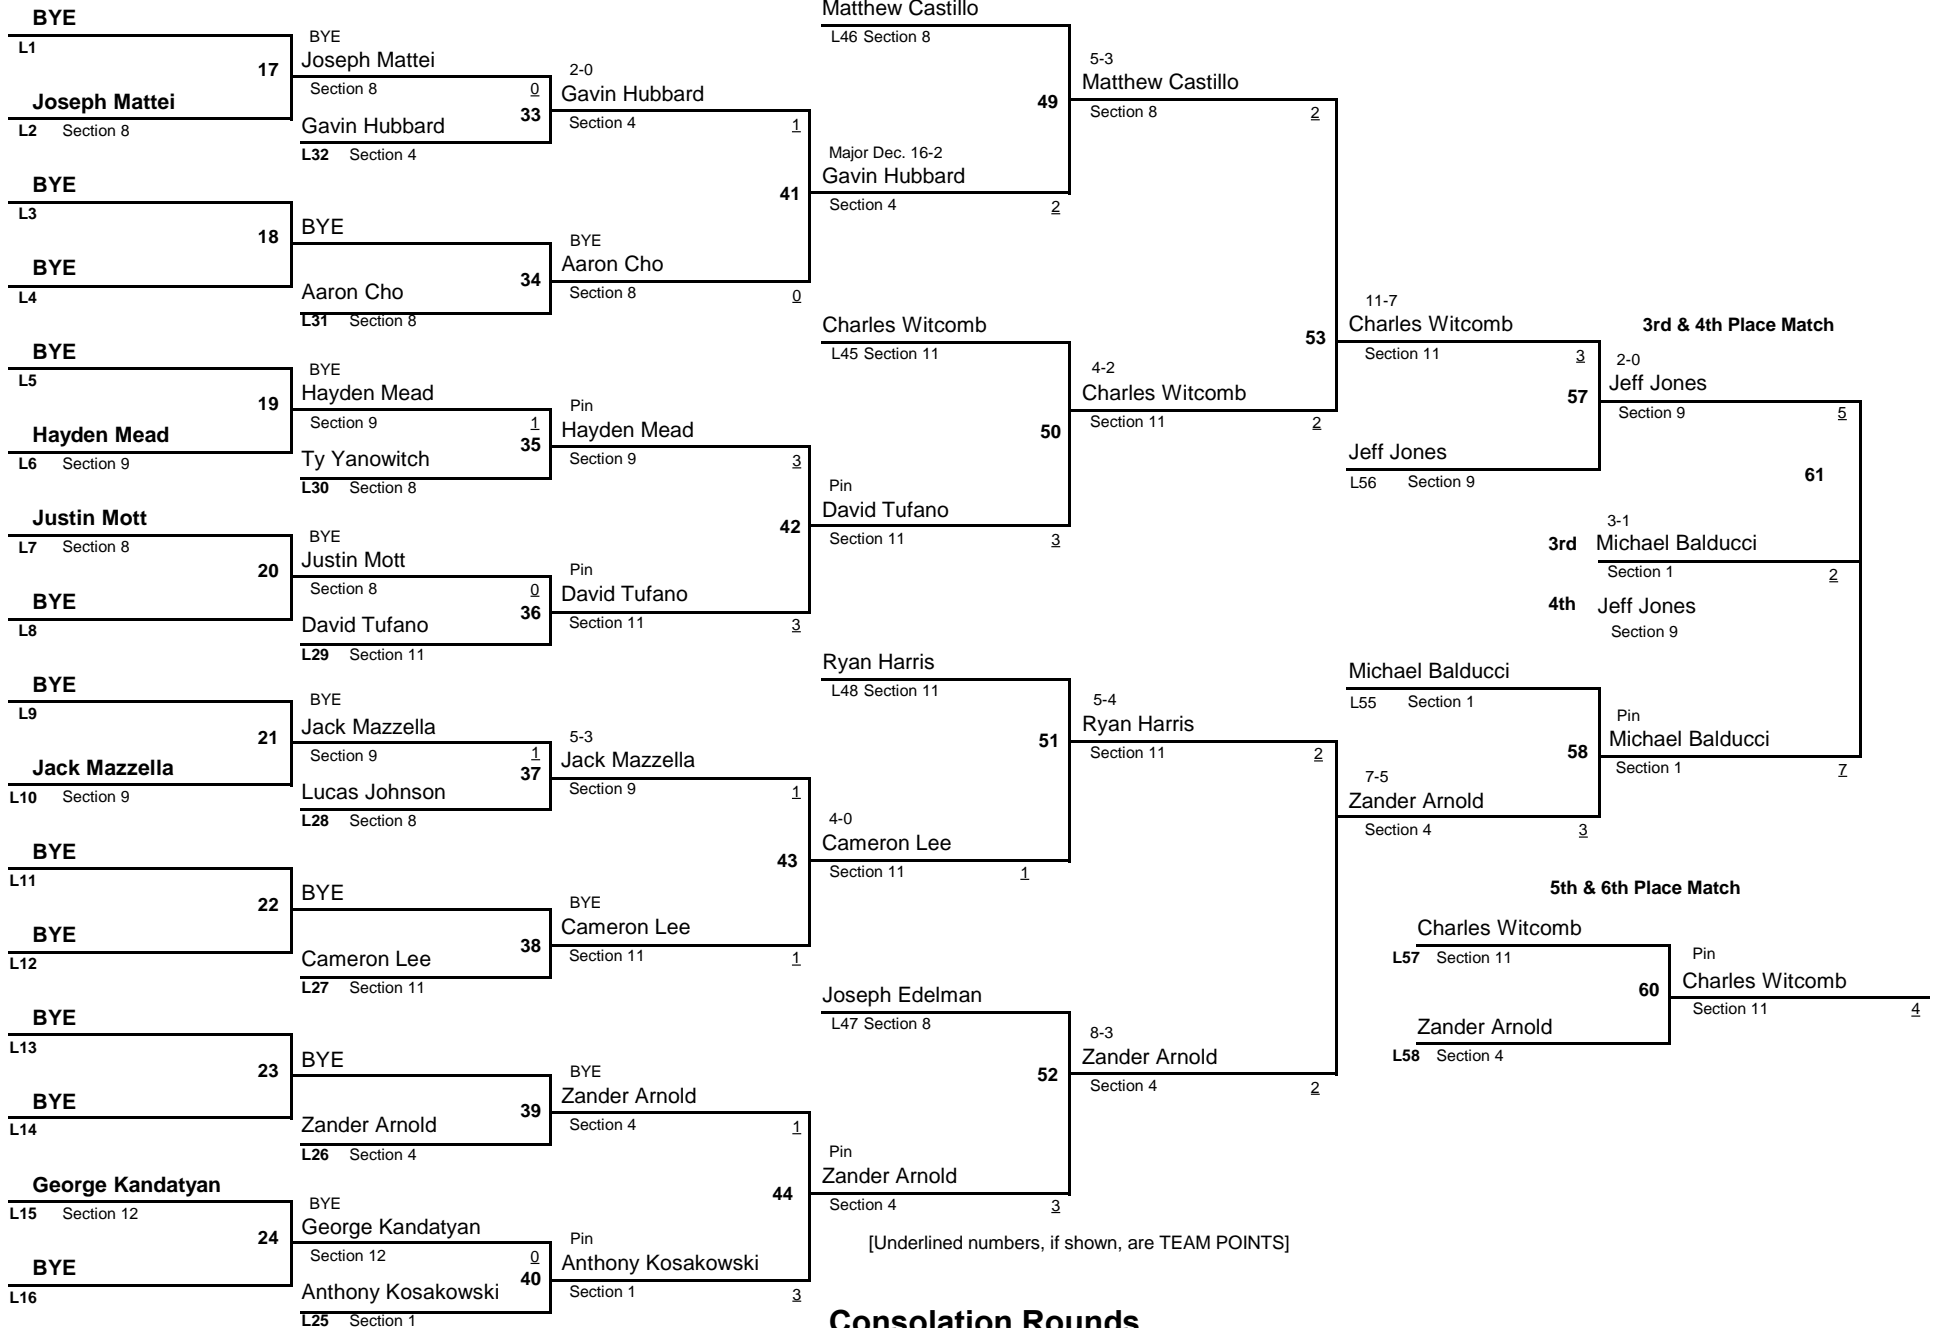 BYE
L1
17
Joseph Mattei
L2 Section 8
BYE
L3
18
BYE
L4
BYE
L5
19
Hayden Mead
L6 Section 9
Justin Mott
L7 Section 8
20
BYE
L8
BYE
L9
21
Jack Mazzella
L10 Section 9
BYE
L11
22
BYE
L12
BYE
L13
23
BYE
L14
George Kandatyan
L15 Section 12
24
BYE
L16
BYE
Joseph Mattei
Section 8 0
33
Gavin Hubbard
L32 Section 4
BYE
34
Aaron Cho
L31 Section 8
BYE
Hayden Mead
Section 9 1
35
Ty Yanowitch
L30 Section 8
BYE
Justin Mott
Section 8 0
36
David Tufano
L29 Section 11
BYE
Jack Mazzella
Section 9 1
37
Lucas Johnson
L28 Section 8
BYE
38
Cameron Lee
L27 Section 11
BYE
39
Zander Arnold
L26 Section 4
BYE
George Kandatyan
Section 12 0
40
Anthony Kosakowski
L25 Section 1
2-0
Gavin Hubbard
Section 4 1
41
BYE
Aaron Cho
Section 8 0
Pin
Hayden Mead
Section 9 3
42
Pin
David Tufano
Section 11 3
5-3
Jack Mazzella
Section 9 1
43
BYE
Cameron Lee
Section 11 1
BYE
Zander Arnold
Section 4 1
44
Pin
Anthony Kosakowski
Section 1 3
Matthew Castillo
L46 Section 8
49
Major Dec. 16-2
Gavin Hubbard
Section 4 2
Charles Witcomb
L45 Section 11
50
Pin
David Tufano
Section 11 3
Ryan Harris
L48 Section 11
51
4-0
Cameron Lee
Section 11 1
Joseph Edelman
L47 Section 8
52
Pin
Zander Arnold
Section 4 3
5-3
Matthew Castillo
Section 8 2
53
4-2
Charles Witcomb
Section 11 2
5-4
Ryan Harris
Section 11 2
8-3
Zander Arnold
Section 4 2
11-7
Charles Witcomb
Section 11 3
57
Jeff Jones
L56 Section 9
Michael Balducci
L55 Section 1
58
7-5
Zander Arnold
Section 4 3
3rd & 4th Place Match
2-0
Jeff Jones
Section 9 5
61
3-1
3rd Michael Balducci
Section 1 2
4th Jeff Jones
Section 9
Pin
Michael Balducci
Section 1 7
5th & 6th Place Match
Charles Witcomb
L57 Section 11
60
Zander Arnold
L58 Section 4
Pin
Charles Witcomb
Section 11 4
[Underlined numbers, if shown, are TEAM POINTS]
Consolation Rounds